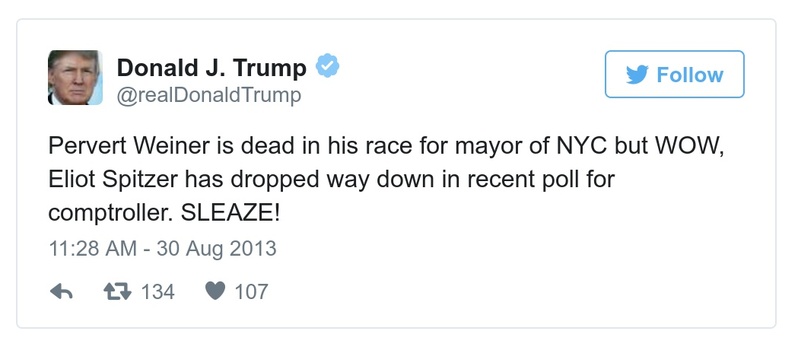 Donald J. Trump
@realDonaldTrump
Follow
Pervert Weiner is dead in his race for mayor of NYC but WOW,
Eliot Spitzer has dropped way down in recent poll for
comptroller. SLEAZE!
11:28 AM - 30 Aug 2013
134 107